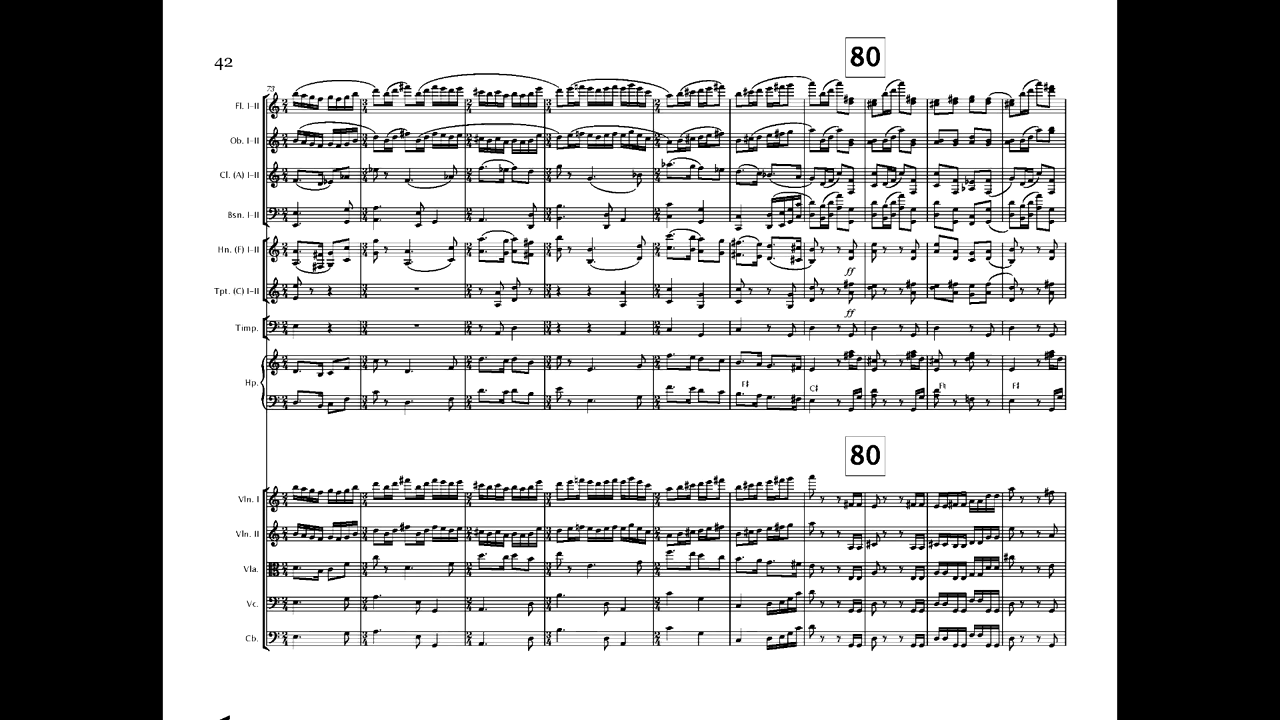 42
80
73
Fl. I–II
Ob. I–II
Cl. (A) I–II
Bsn. I–II
Hn. (F) I–II
ff
Tpt. (C) I–II
ff
Timp.
Hp.
F♯ C♯ F♮ F♯
80
Vln. I
Vln. II
Vla.
Vc.
Cb.